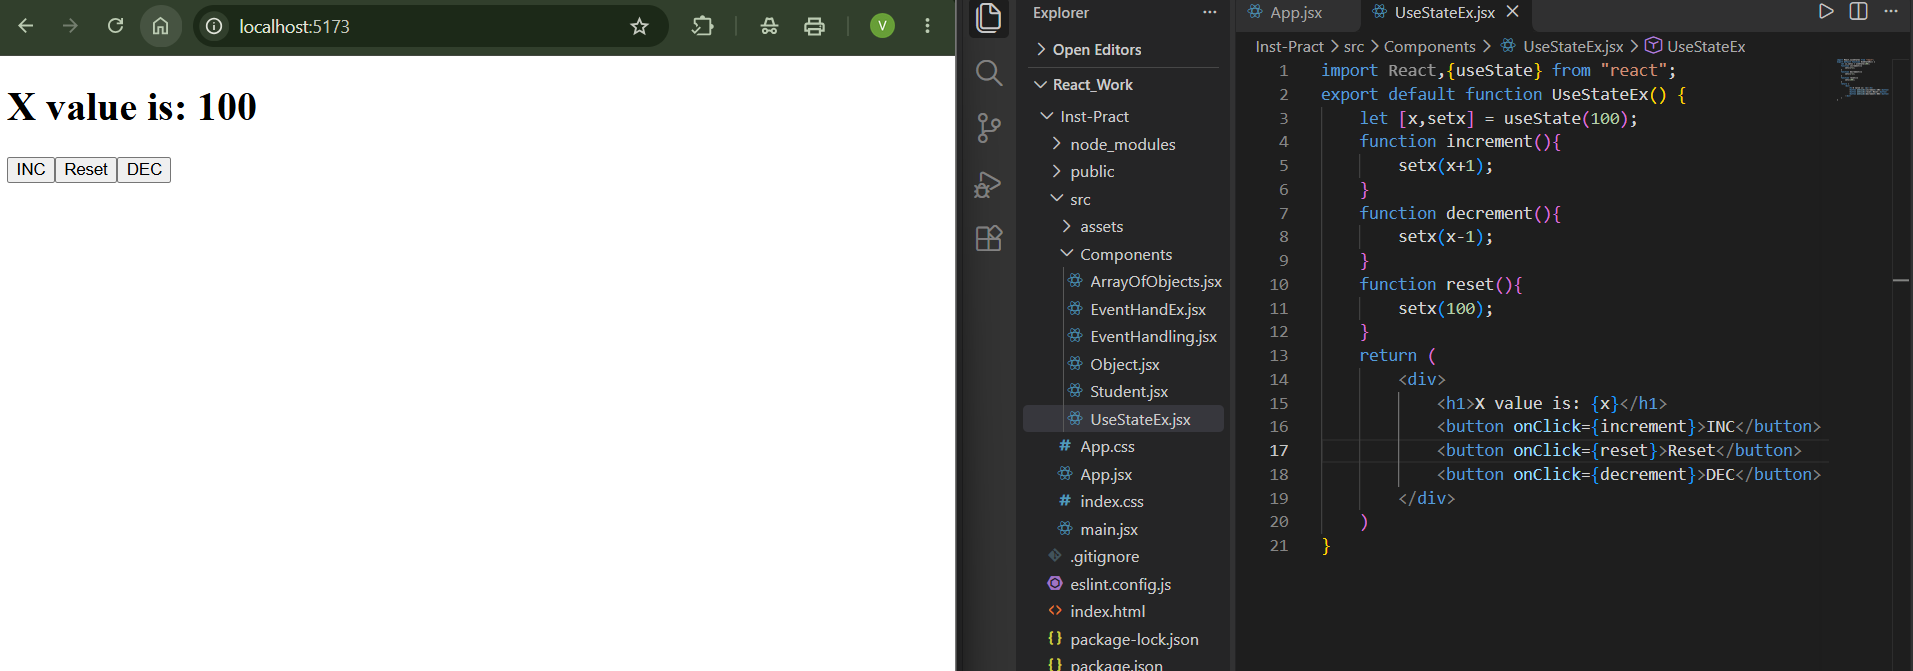 localhost:5173
V
X value is: 100
INC Reset DEC
Explorer
Open Editors
React_Work
Inst-Pract
node_modules
public
src
assets
Components
ArrayOfObjects.jsx
EventHandEx.jsx
EventHandling.jsx
Object.jsx
Student.jsx
UseStateEx.jsx
# App.css
App.jsx
# index.css
main.jsx
.gitignore
eslint.config.js
<> index.html
{} package-lock.json
{} package.json
App.jsx UseStateEx.jsx
Inst-Pract > src > Components > UseStateEx.jsx > UseStateEx
1 import React,{useState} from "react";
2 export default function UseStateEx() {
3 let [x,setx] = useState(100);
4 function increment(){
5 setx(x+1);
6 }
7 function decrement(){
8 setx(x-1);
9 }
10 function reset(){
11 setx(100);
12 }
13 return (
14 <div>
15 <h1>X value is: {x}</h1>
16 <button onClick={increment}>INC</button>
17 <button onClick={reset}>Reset</button>
18 <button onClick={decrement}>DEC</button>
19 </div>
20 )
21 }